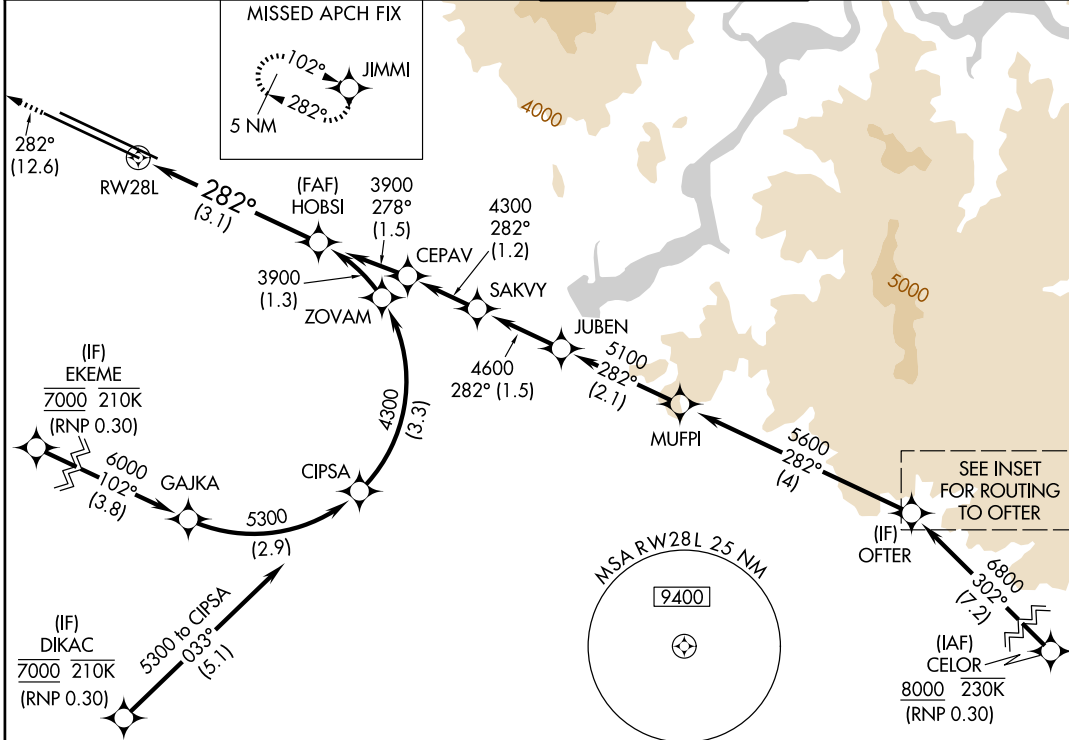 MISSED APCH FIX
102°
JIMMI
282°
5 NM
4000
282°
(12.6)
RW28L
282°
(3.1)
(FAF)
HOBSI
3900
278°
(1.5)
4300
282°
(1.2)
CEPAV
SAKVY
3900
(1.3)
ZOVAM
5000
JUBEN
4600
282° (1.5)
5100
282°
(2.1)
MUFPI
(IF)
EKEME
7000 210K
(RNP 0.30)
6000
102°
(3.8)
GAJKA
CIPSA
4300
(3.3)
5300
(2.9)
5600
282°
(4)
SEE INSET
FOR ROUTING
TO OFTER
(IF)
OFTER
MSA RW28L 25 NM
9400
6800
302°
(7.2)
(IAF)
CELOR
8000 230K
(RNP 0.30)
(IF)
DIKAC
7000 210K
(RNP 0.30)
5300 to CIPSA
033°
(5.1)